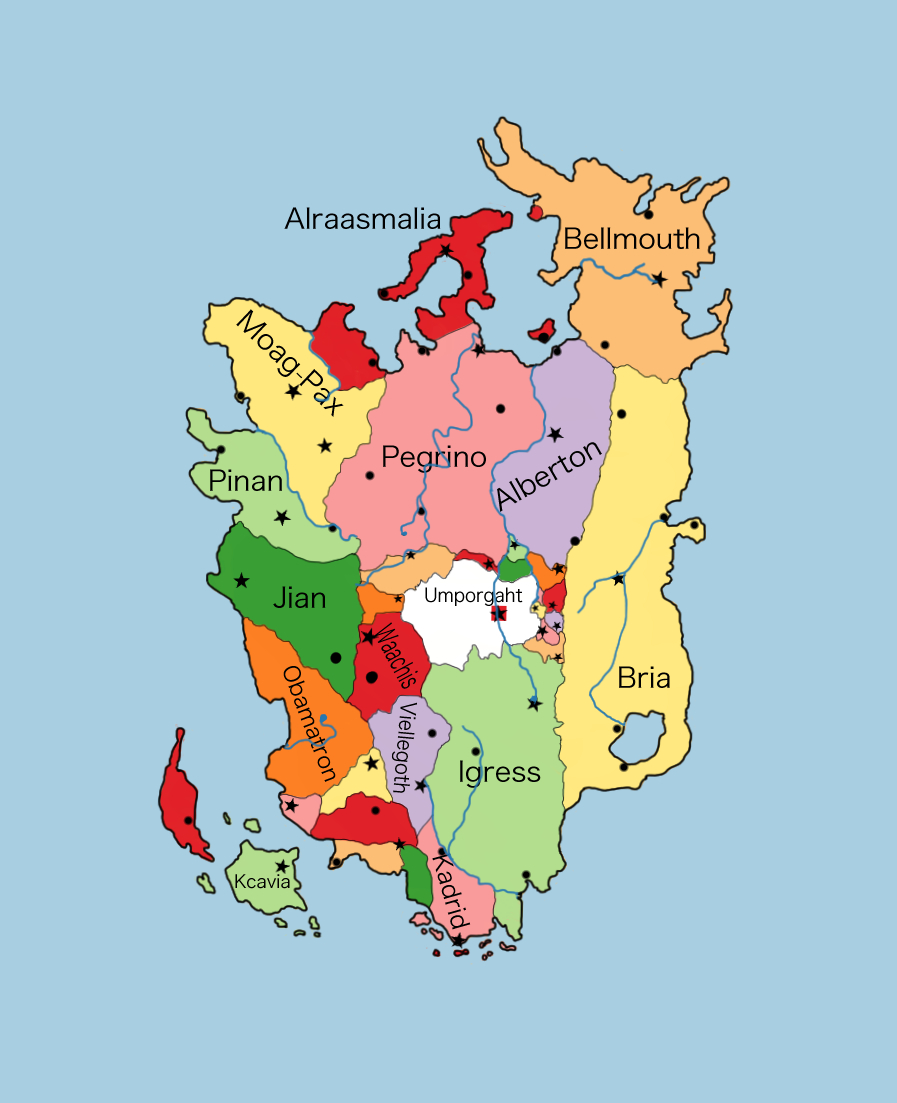 Alraasmalia
Bellmouth
Moag-Pax
Pegrino
Alberton
Pinan
Jian
Umporgaht
Waachis
Bria
Obamatron
Viellegoth
Igress
Kcavia
Kadrid